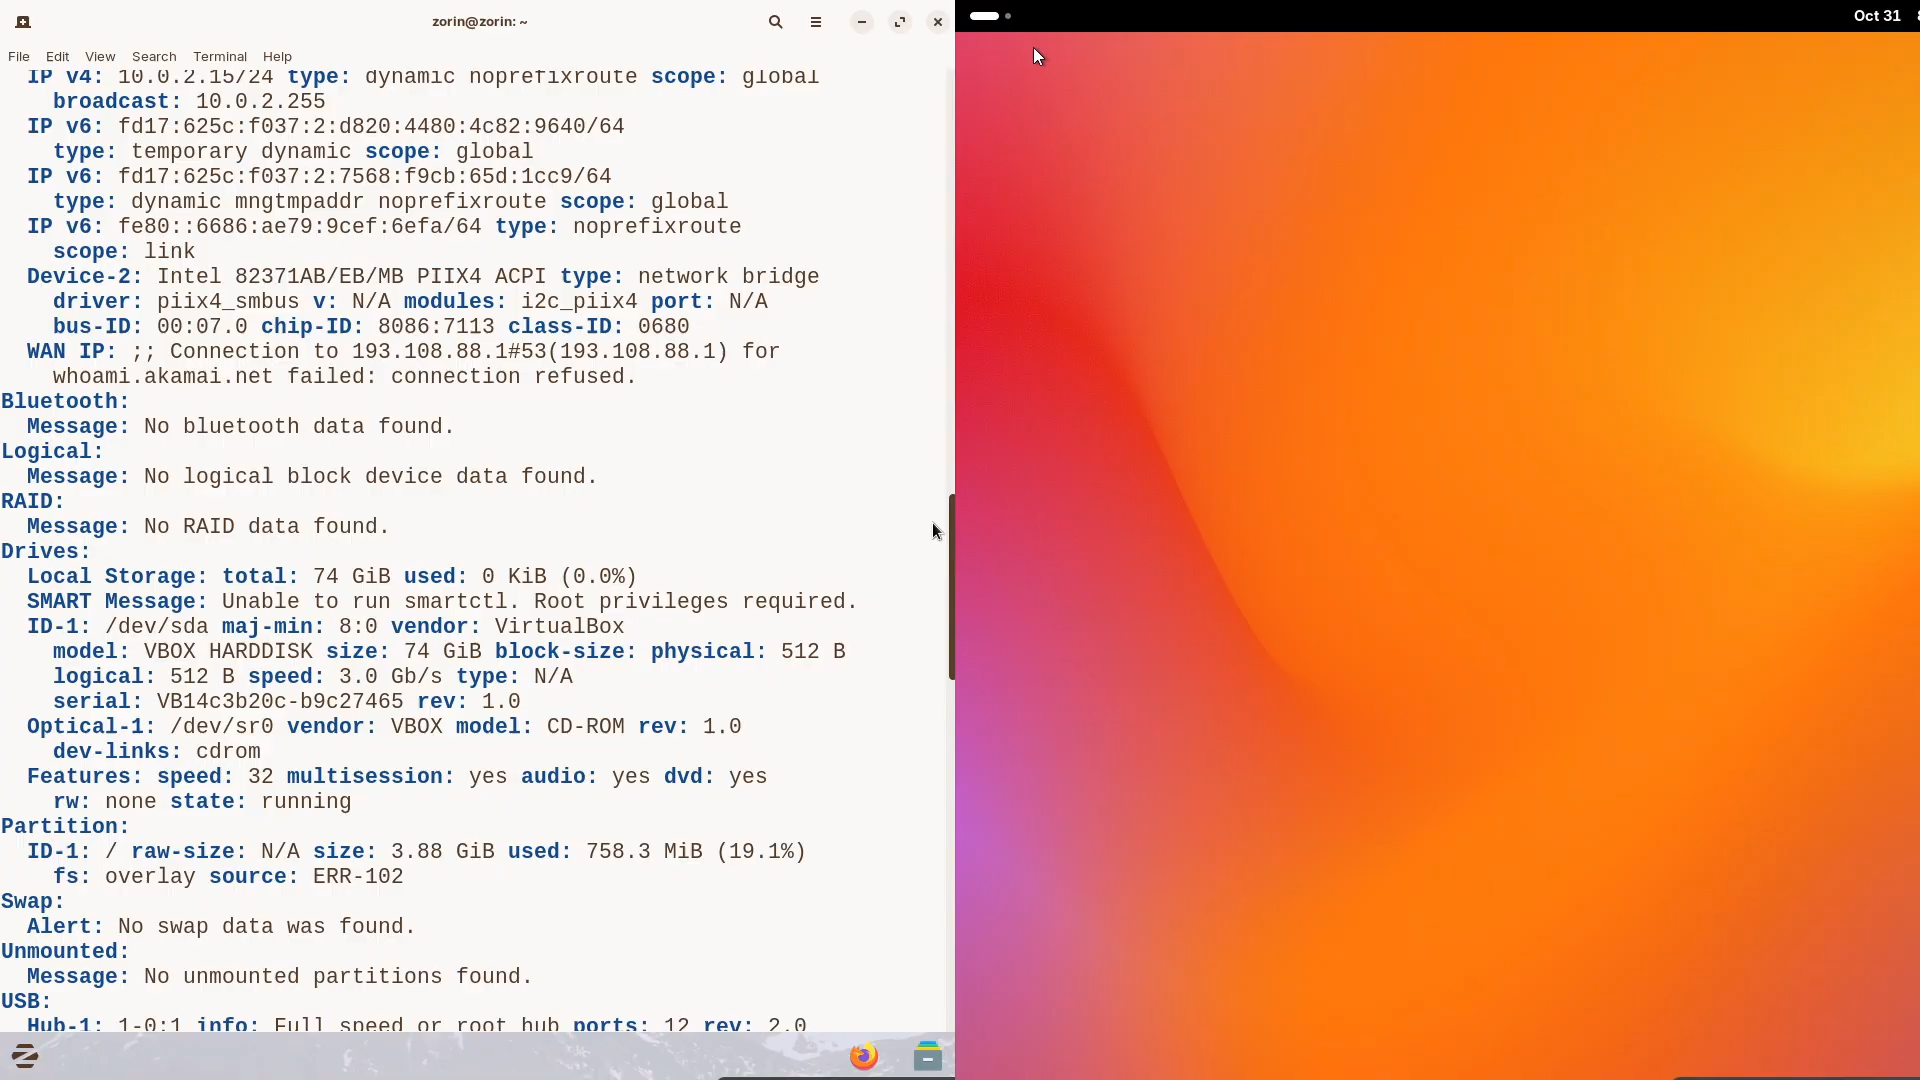 zorin@zorin: ~
Oct 31
File Edit View Search Terminal Help
IP v4: 10.0.2.15/24 type: dynamic noprefixroute scope: global
broadcast: 10.0.2.255
IP v6: fd17:625c:f037:2:d820:4480:4c82:9640/64
type: temporary dynamic scope: global
IP v6: fd17:625c:f037:2:7568:f9cb:65d:1cc9/64
type: dynamic mngtmpaddr noprefixroute scope: global
IP v6: fe80::6686:ae79:9cef:6efa/64 type: noprefixroute
scope: link
Device-2: Intel 82371AB/EB/MB PIIX4 ACPI type: network bridge
driver: piix4_smbus v: N/A modules: i2c_piix4 port: N/A
bus-ID: 00:07.0 chip-ID: 8086:7113 class-ID: 0680
WAN IP: ;; Connection to 193.108.88.1#53(193.108.88.1) for
whoami.akamai.net failed: connection refused.
Bluetooth:
Message: No bluetooth data found.
Logical:
Message: No logical block device data found.
RAID:
Message: No RAID data found.
Drives:
Local Storage: total: 74 GiB used: 0 KiB (0.0%)
SMART Message: Unable to run smartctl. Root privileges required.
ID-1: /dev/sda maj-min: 8:0 vendor: VirtualBox
model: VBOX HARDDISK size: 74 GiB block-size: physical: 512 B
logical: 512 B speed: 3.0 Gb/s type: N/A
serial: VB14c3b20c-b9c27465 rev: 1.0
Optical-1: /dev/sr0 vendor: VBOX model: CD-ROM rev: 1.0
dev-links: cdrom
Features: speed: 32 multisession: yes audio: yes dvd: yes
rw: none state: running
Partition:
ID-1: / raw-size: N/A size: 3.88 GiB used: 758.3 MiB (19.1%)
fs: overlay source: ERR-102
Swap:
Alert: No swap data was found.
Unmounted:
Message: No unmounted partitions found.
USB:
Hub-1: 1-0:1 info: Full speed or root hub ports: 12 rev: 2.0